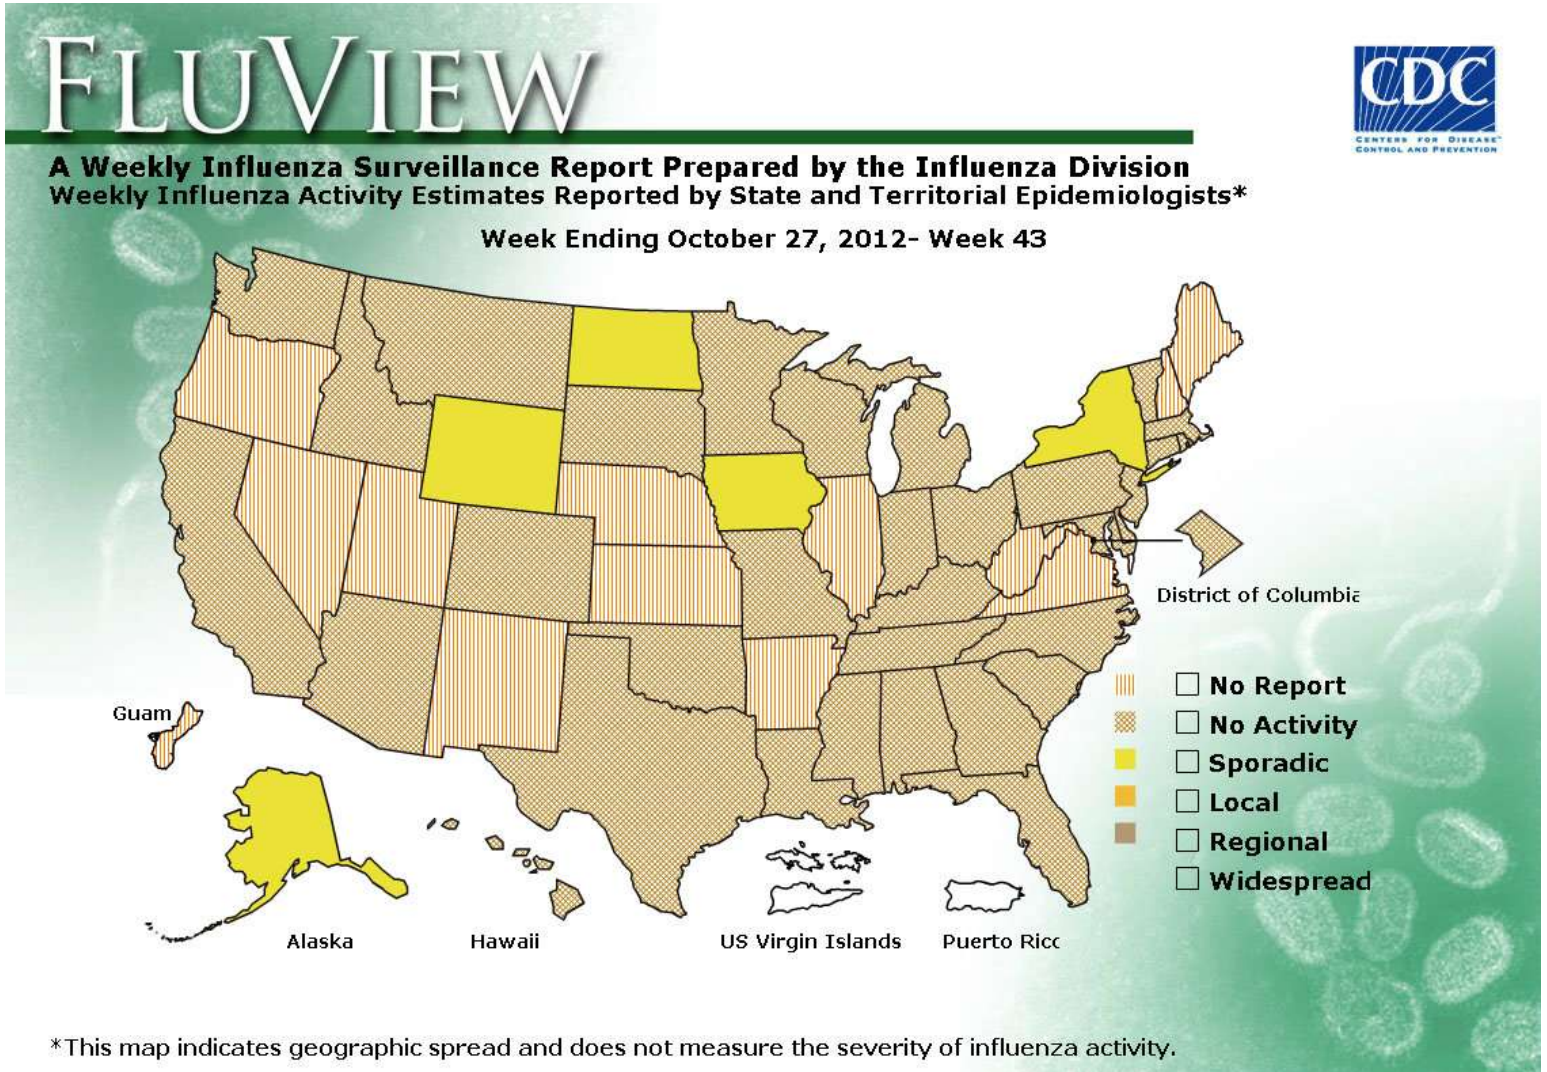 FLUVIEW
CDC
CENTERS FOR DISEASE™
CONTROL AND PREVENTION
A Weekly Influenza Surveillance Report Prepared by the Influenza Division
Weekly Influenza Activity Estimates Reported by State and Territorial Epidemiologists*
Week Ending October 27, 2012- Week 43
District of Columbia
No Report
No Activity
Sporadic
Local
Regional
Widespread
Guam
Alaska
Hawaii
US Virgin Islands
Puerto Rico
*This map indicates geographic spread and does not measure the severity of influenza activity.